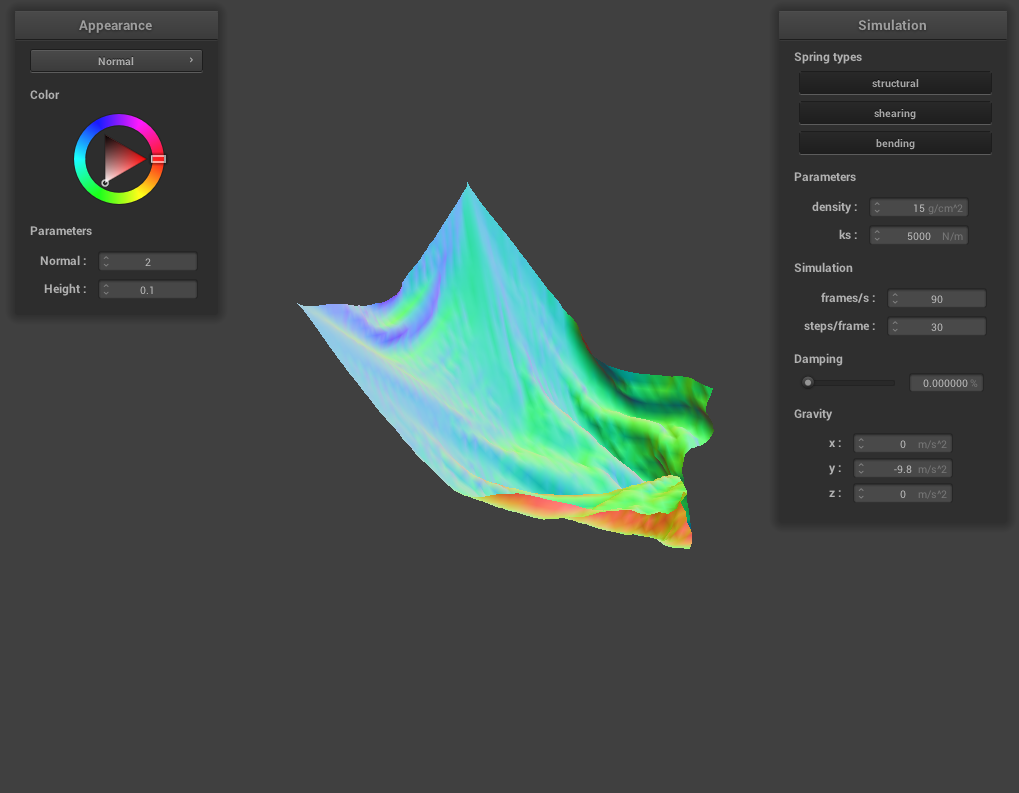 Appearance
Normal ›
Color
Parameters
Normal : 2
Height : 0.1
Simulation
Spring types
structural
shearing
bending
Parameters
density : 15 g/cm^2
ks : 5000 N/m
Simulation
frames/s : 90
steps/frame : 30
Damping
0.000000 %
Gravity
x : 0 m/s^2
y : -9.8 m/s^2
z : 0 m/s^2